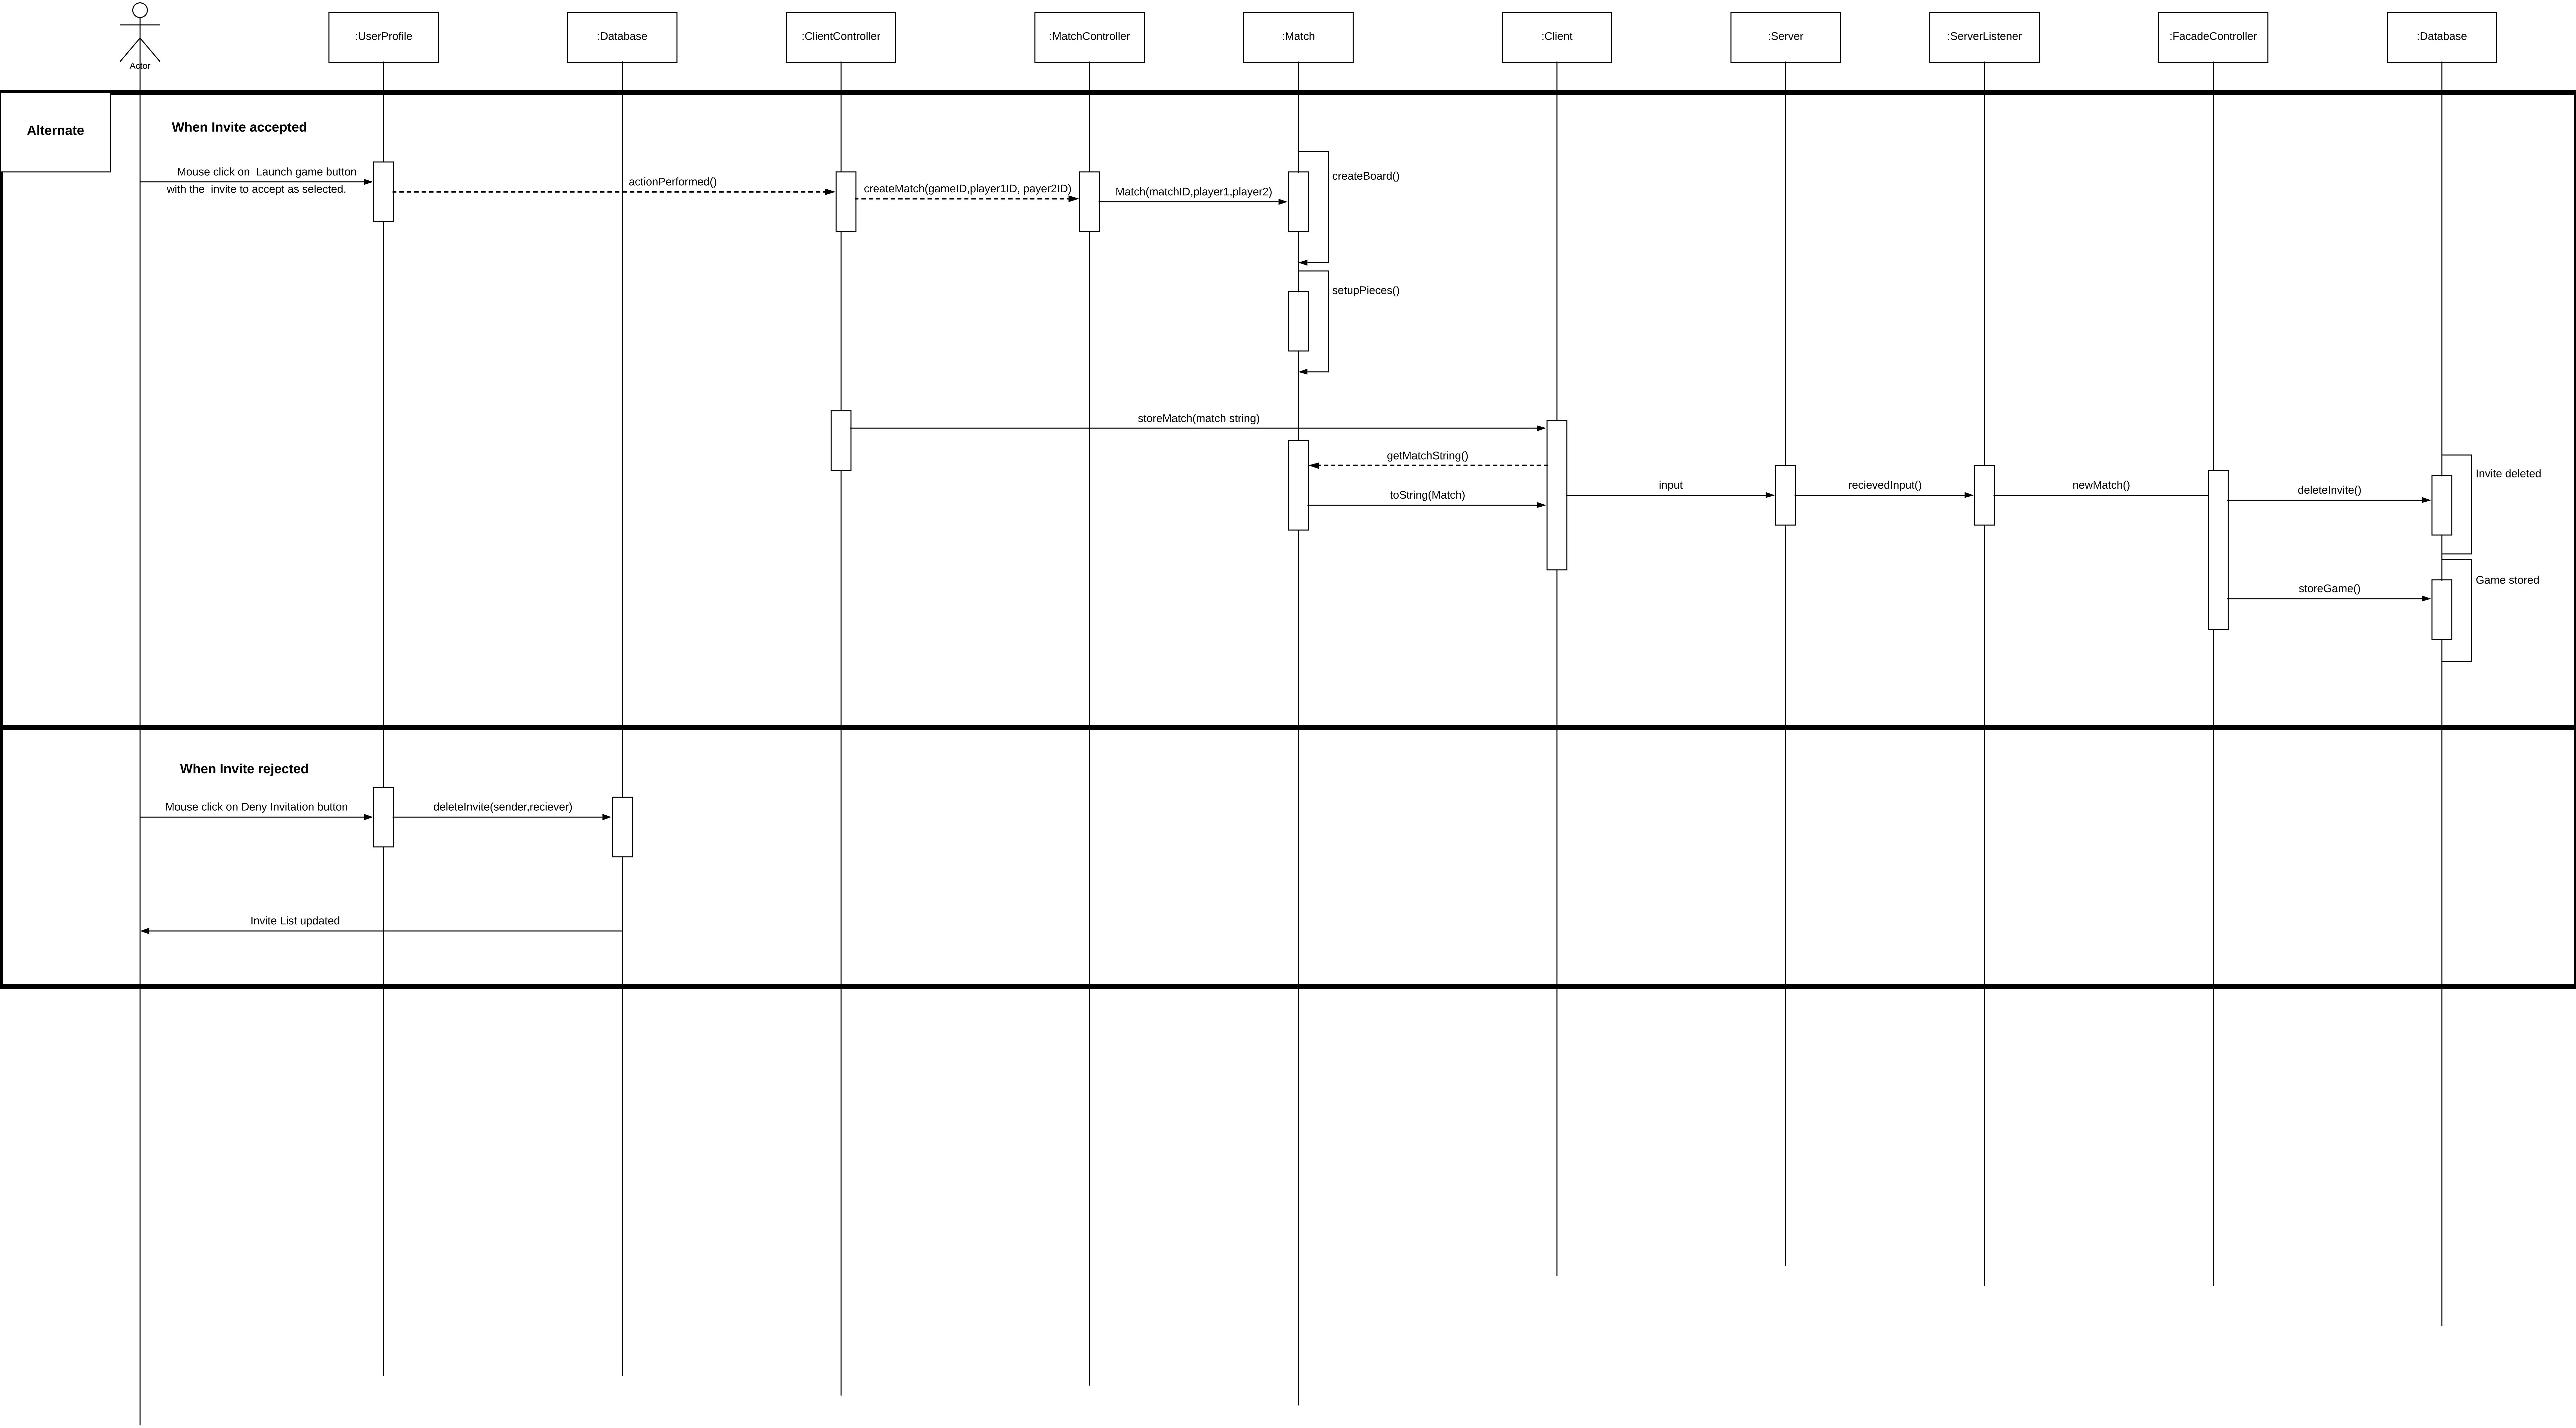 :UserProfile
:Database
:ClientController
:MatchController
:Match
:Client
:Server
:ServerListener
:FacadeController
:Database
Actor
Alternate
When Invite accepted
Mouse click on Launch game button
with the invite to accept as selected.
actionPerformed()
createMatch(gameID,player1ID, payer2ID)
Match(matchID,player1,player2)
createBoard()
setupPieces()
storeMatch(match string)
getMatchString()
toString(Match)
input
recievedInput()
newMatch()
deleteInvite()
Invite deleted
storeGame()
Game stored
When Invite rejected
Mouse click on Deny Invitation button
deleteInvite(sender,reciever)
Invite List updated